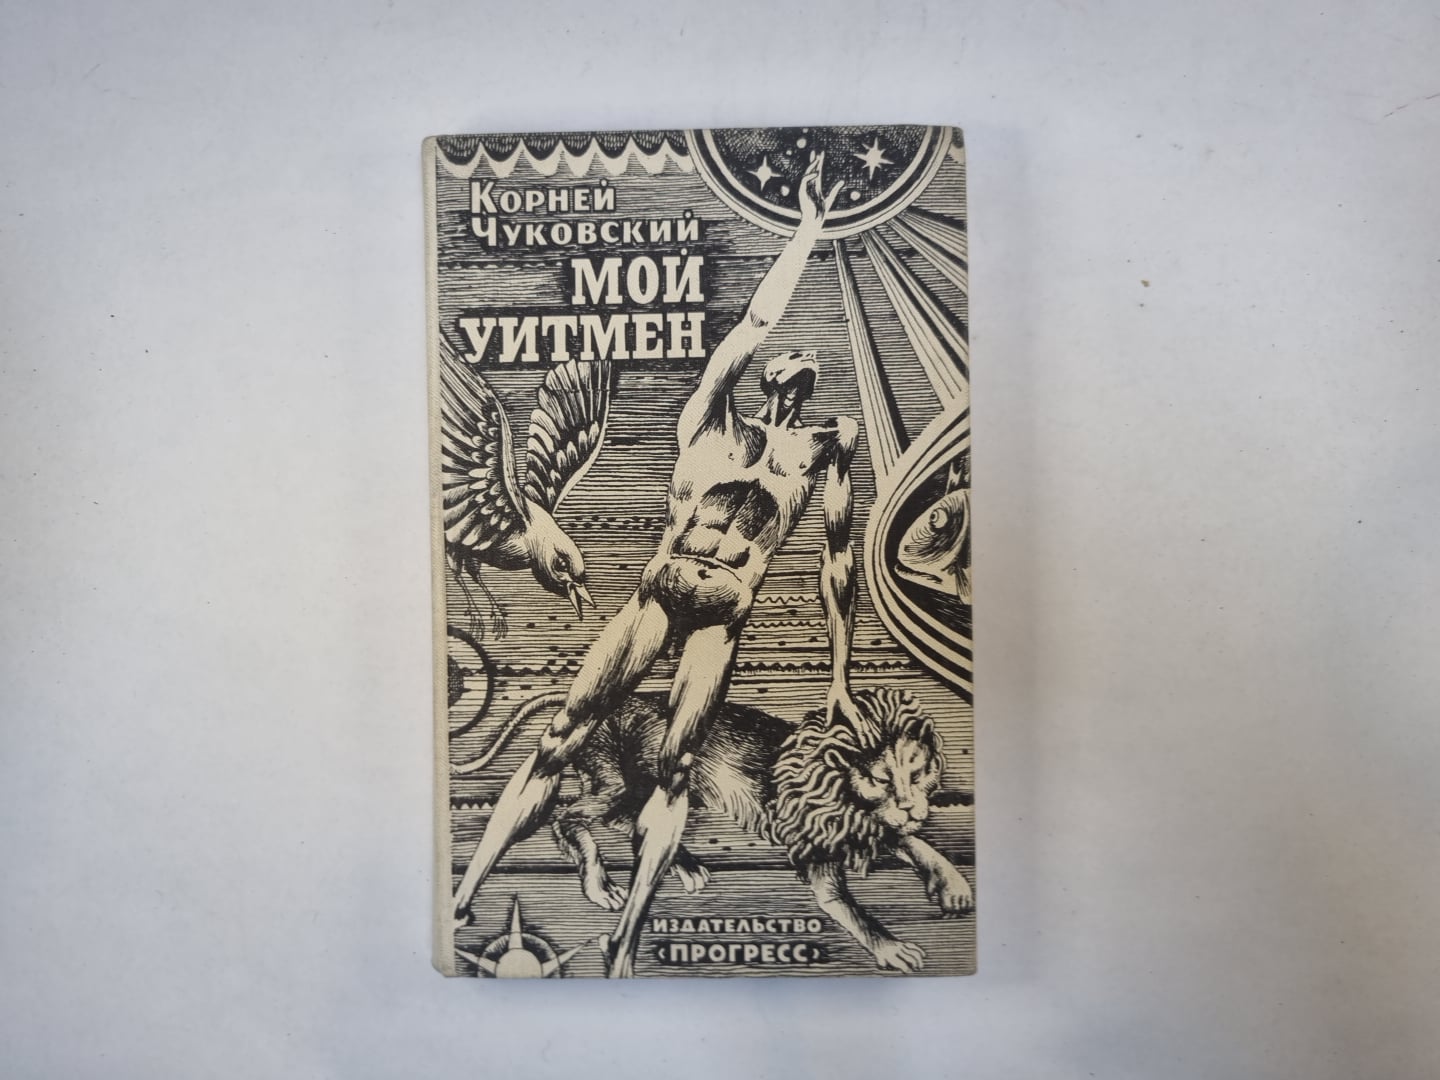 Корней
Чуковский
МОЙ
УИТМЕН
ИЗДАТЕЛЬСТВО
‹ПРОГРЕСС›